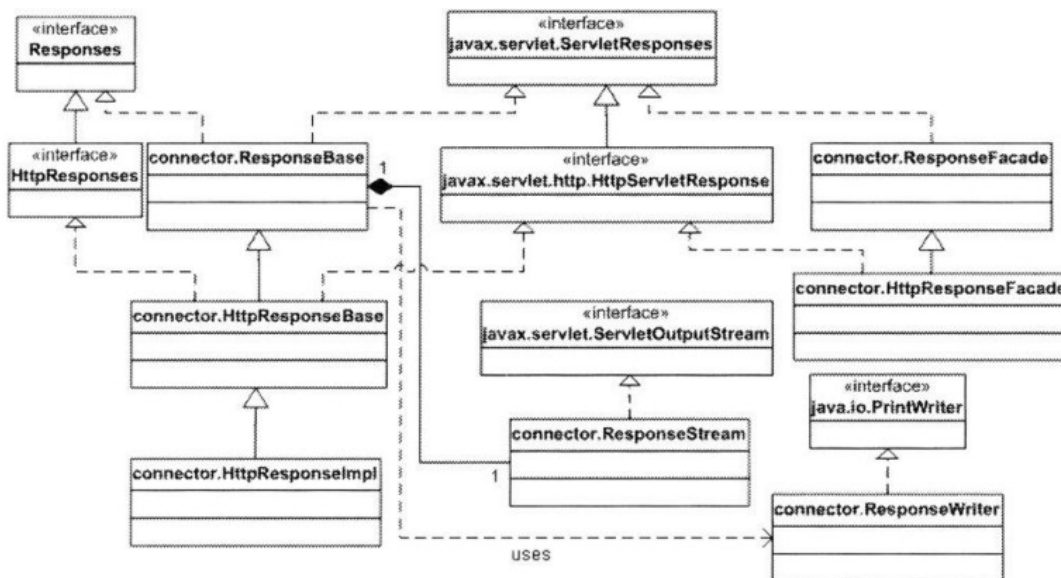 «interface»
Responses
«interface»
javax.servlet.ServletResponses
«interface»
HttpResponses
connector.ResponseBase
1
«interface»
javax.servlet.http.HttpServletResponse
connector.ResponseFacade
connector.HttpResponseFacade
connector.HttpResponseBase
«interface»
javax.servlet.ServletOutputStream
«interface»
java.io.PrintWriter
connector.ResponseStream
connector.HttpResponseImpl
1
connector.ResponseWriter
uses